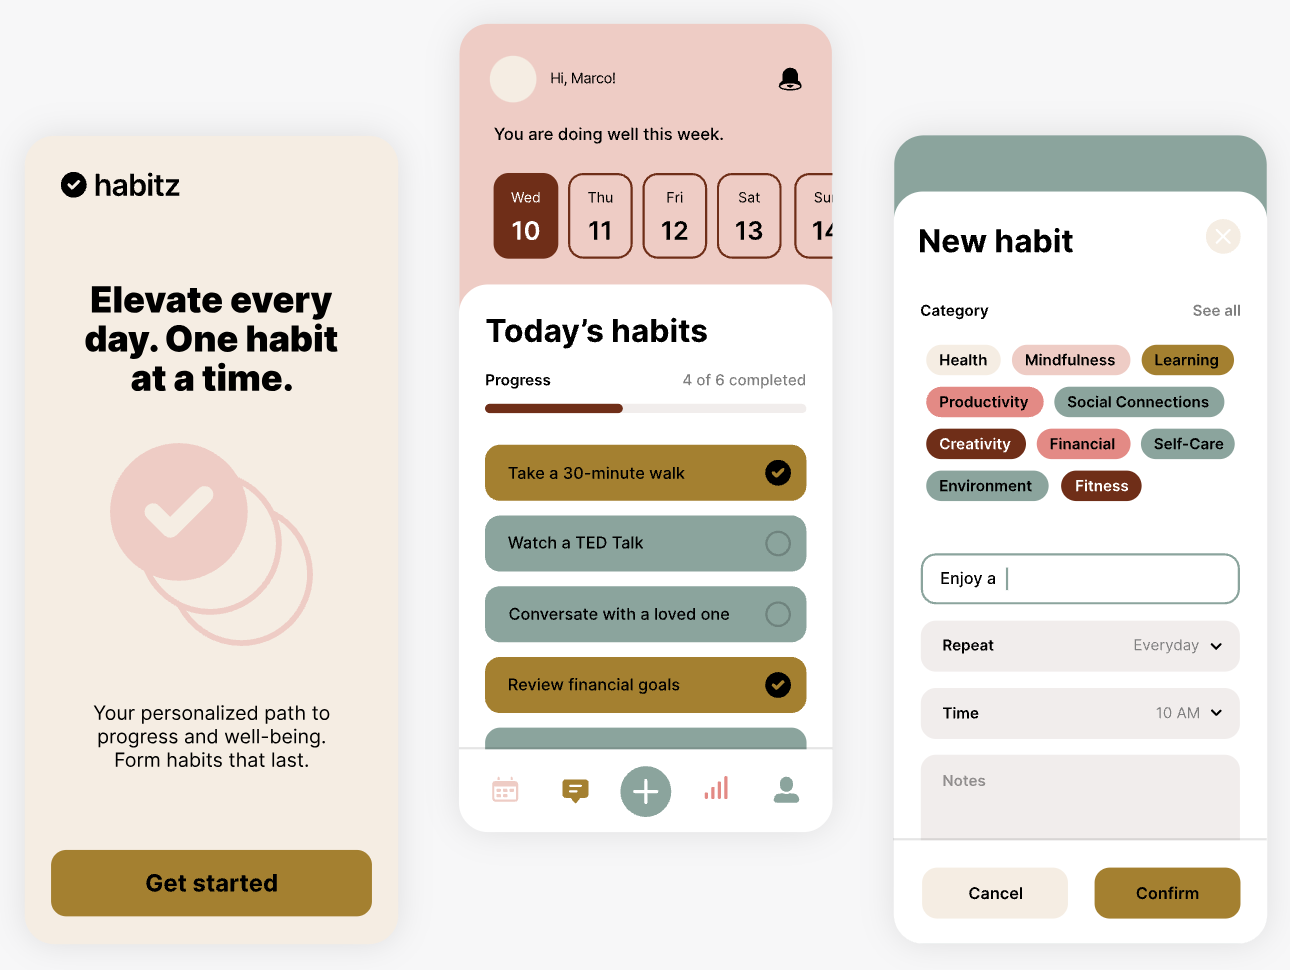 habitz
Elevate every
day. One habit
at a time.
Your personalized path to
progress and well-being.
Form habits that last.
Get started
Hi, Marco!
You are doing well this week.
Wed Thu Fri Sat
10 11 12 13 14
Today's habits
Progress 4 of 6 completed
Take a 30-minute walk
Watch a TED Talk
Conversate with a loved one
Review financial goals
New habit
Category See all
Health Mindfulness Learning
Productivity Social Connections
Creativity Financial Self-Care
Environment Fitness
Enjoy a
Repeat Everyday
Time 10 AM
Notes
Cancel Confirm